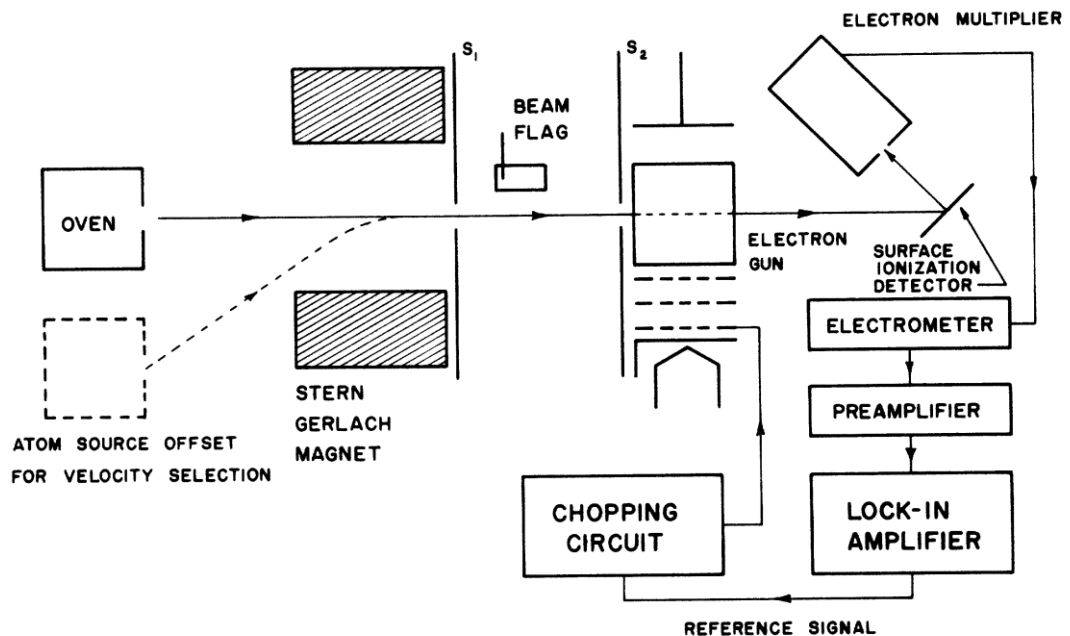 ELECTRON MULTIPLIER
S1
S2
BEAM
FLAG
OVEN
ELECTRON
GUN
SURFACE
IONIZATION
DETECTOR
ELECTROMETER
STERN
GERLACH
MAGNET
PREAMPLIFIER
ATOM SOURCE OFFSET
FOR VELOCITY SELECTION
CHOPPING
CIRCUIT
LOCK-IN
AMPLIFIER
REFERENCE SIGNAL